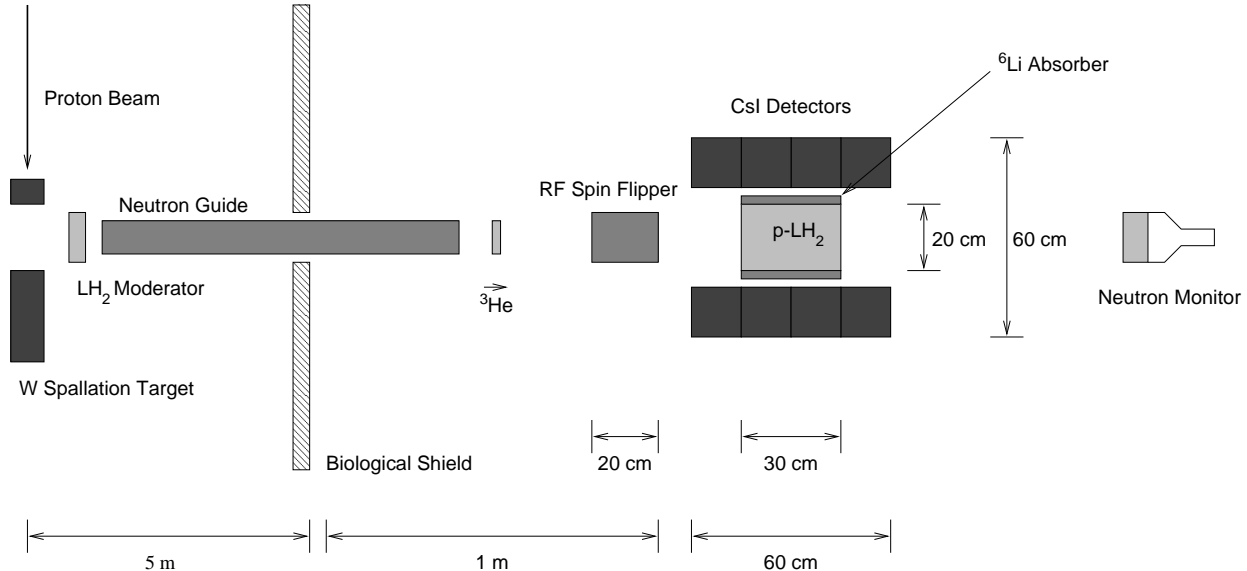 ⁶Li Absorber
Proton Beam
CsI Detectors
RF Spin Flipper
Neutron Guide
p-LH₂
20 cm
60 cm
LH₂ Moderator
³He
Neutron Monitor
W Spallation Target
Biological Shield
20 cm
30 cm
5 m
1 m
60 cm